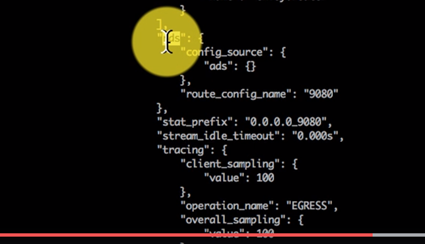 }
],
"rds": {
"config_source": {
"ads": {}
},
"route_config_name": "9080"
},
"stat_prefix": "0.0.0.0_9080",
"stream_idle_timeout": "0.000s",
"tracing": {
"client_sampling": {
"value": 100
},
"operation_name": "EGRESS",
"overall_sampling": {
"value": 100